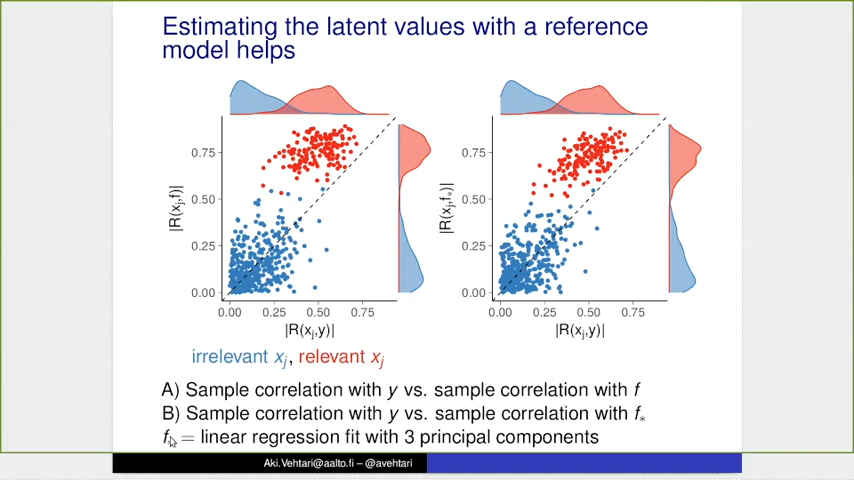 Estimating the latent values with a reference
model helps
|R(xj,f)|
0.75
0.50
0.25
0.00
0.00 0.25 0.50 0.75
|R(xj,y)|
|R(xj,f*)|
0.75
0.50
0.25
0.00
0.00 0.25 0.50 0.75
|R(xj,y)|
irrelevant xj, relevant xj
A) Sample correlation with y vs. sample correlation with f
B) Sample correlation with y vs. sample correlation with f*
f* = linear regression fit with 3 principal components
Aki.Vehtari@aalto.fi – @avehtari